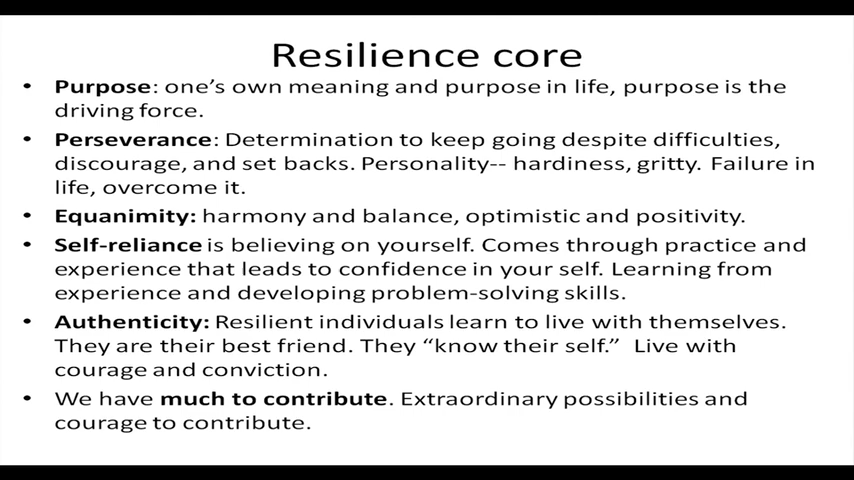 Resilience core
• Purpose: one's own meaning and purpose in life, purpose is the
driving force.
• Perseverance: Determination to keep going despite difficulties,
discourage, and set backs. Personality-- hardiness, gritty. Failure in
life, overcome it.
• Equanimity: harmony and balance, optimistic and positivity.
• Self-reliance is believing on yourself. Comes through practice and
experience that leads to confidence in your self. Learning from
experience and developing problem-solving skills.
• Authenticity: Resilient individuals learn to live with themselves.
They are their best friend. They “know their self.” Live with
courage and conviction.
• We have much to contribute. Extraordinary possibilities and
courage to contribute.